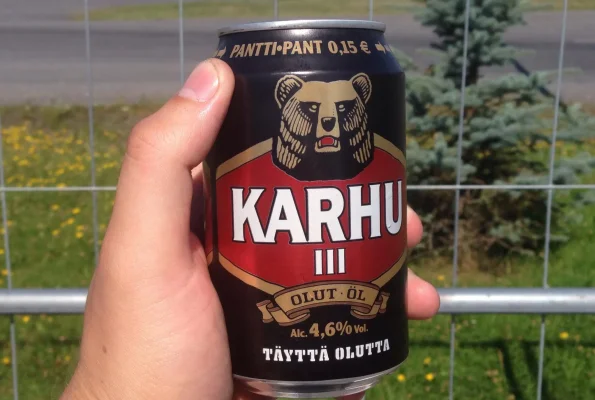 PANTTI•PANT 0,15 €
KARHU
III
OLUT · ÖL
Alc. 4,6% Vol.
TÄYTTÄ OLUTTA